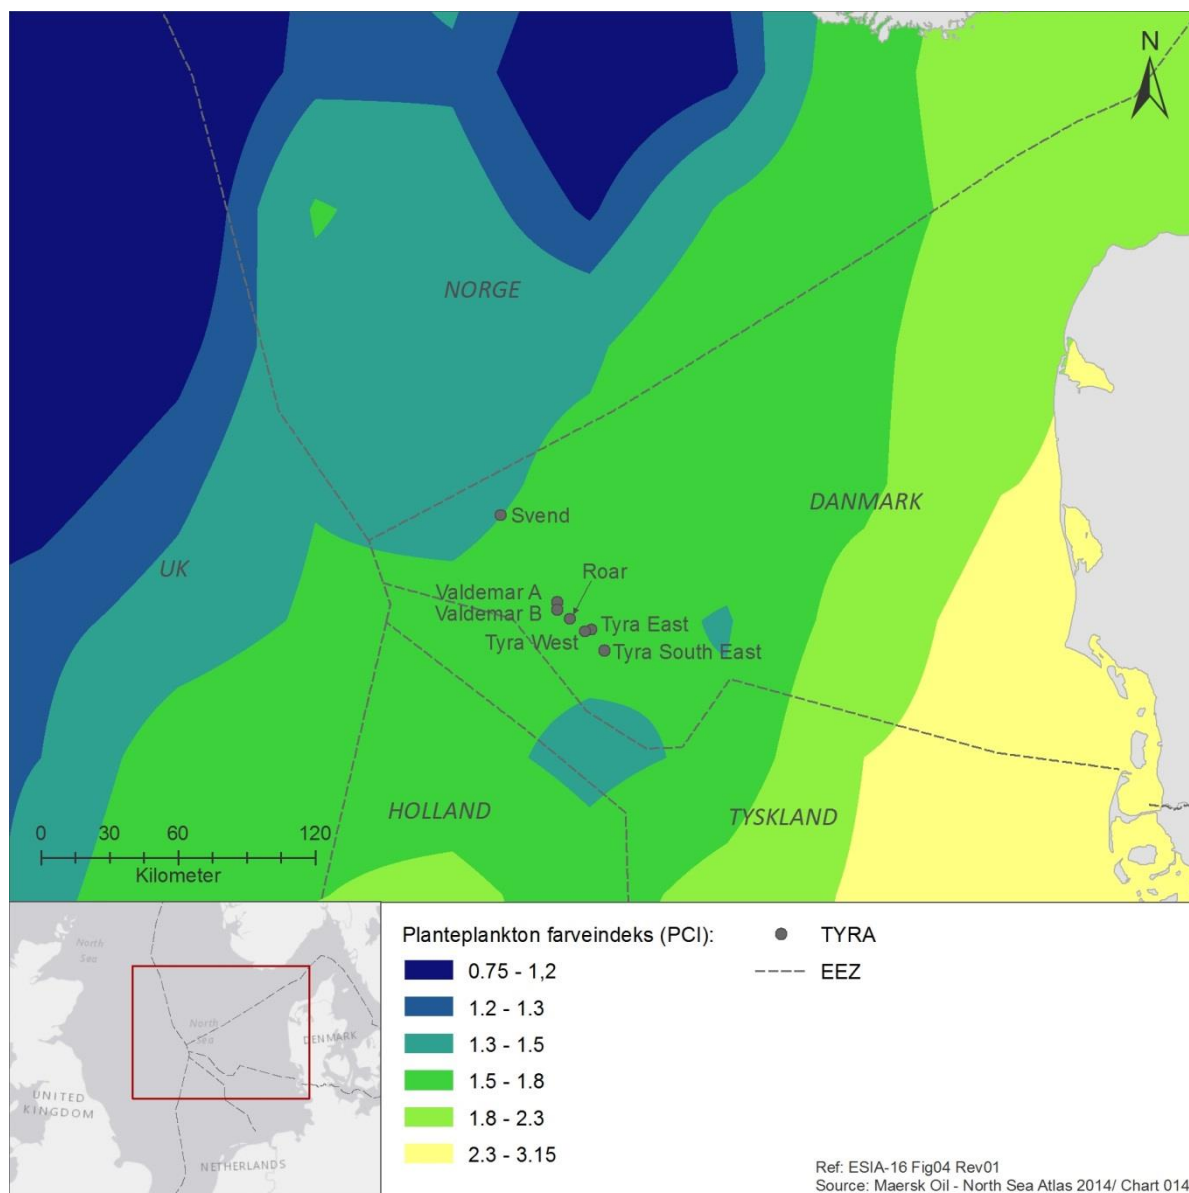 N
NORGE
Svend
DANMARK
UK
Roar
Valdemar A
Valdemar B
Tyra East
Tyra West
Tyra South East
HOLLAND
TYSKLAND
0 30 60 120
Kilometer
North
Sea
North
Sea
DENMARK
UNITED
KINGDOM
NETHERLANDS
Planteplankton farveindeks (PCI):
0.75 - 1,2
1.2 - 1.3
1.3 - 1.5
1.5 - 1.8
1.8 - 2.3
2.3 - 3.15
TYRA
EEZ
Ref: ESIA-16 Fig04 Rev01
Source: Maersk Oil - North Sea Atlas 2014/ Chart 014